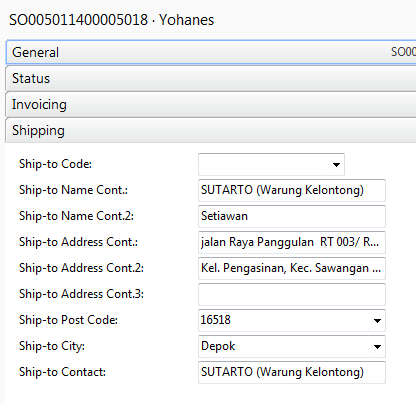 SO005011400005018 · Yohanes
General SO00
Status
Invoicing
Shipping
Ship-to Code:
Ship-to Name Cont.: SUTARTO (Warung Kelontong)
Ship-to Name Cont.2: Setiawan
Ship-to Address Cont.: jalan Raya Panggulan RT 003/ R...
Ship-to Address Cont.2: Kel. Pengasinan, Kec. Sawangan ...
Ship-to Address Cont.3:
Ship-to Post Code: 16518
Ship-to City: Depok
Ship-to Contact: SUTARTO (Warung Kelontong)